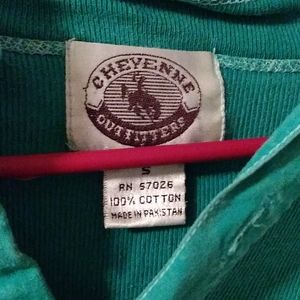 CHEYENNE
OUTFITTERS
S
RN 57026
100% COTTON
MADE IN PAKISTAN